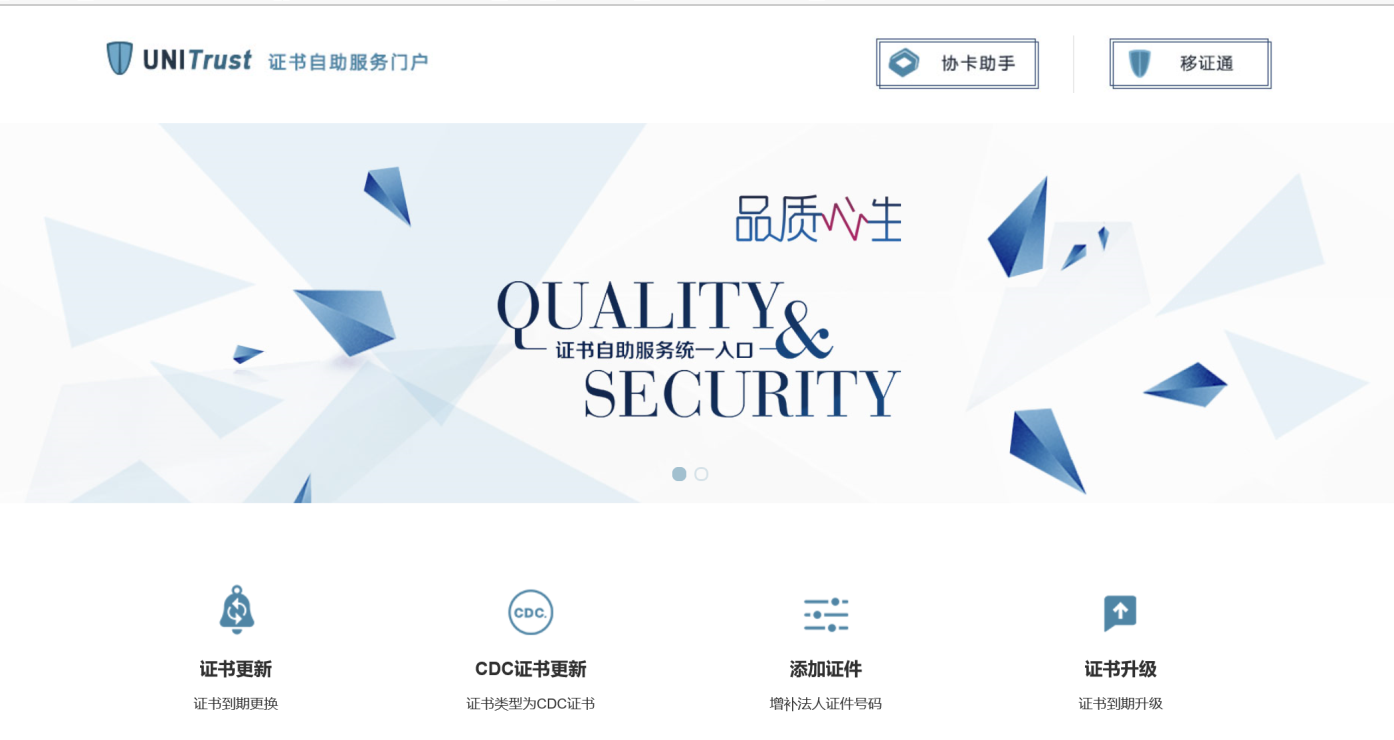 UNITrust 证书自助服务门户
协卡助手
移证通
品质心生
QUALITY &
证书自助服务统一入口
SECURITY
CDC.
证书更新
CDC证书更新
添加证件
证书升级
证书到期更换
证书类型为CDC证书
增补法人证件号码
证书到期升级